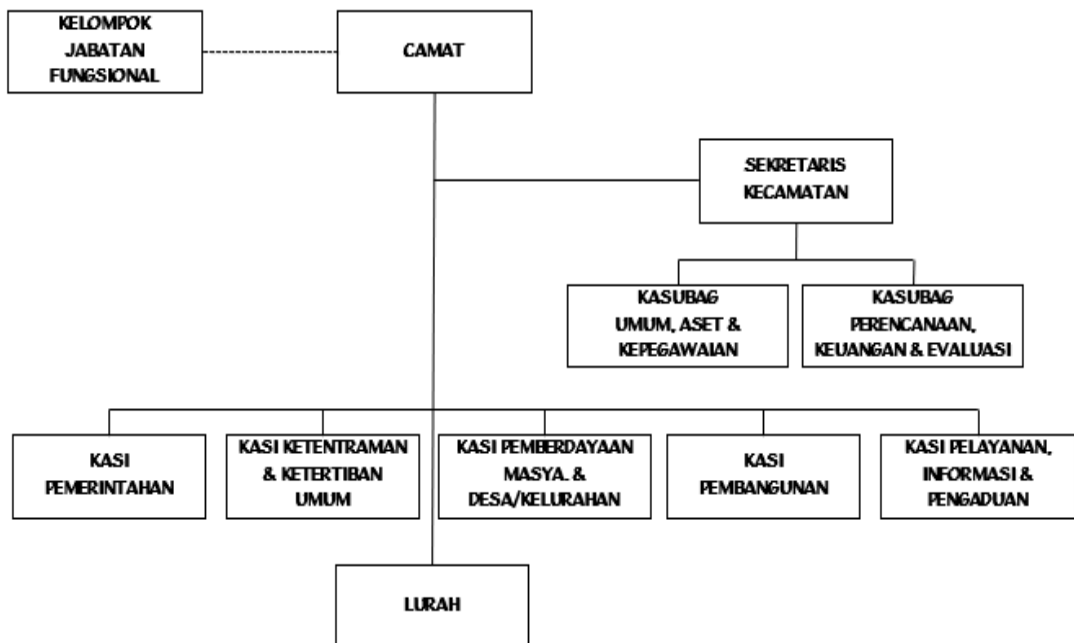 KELOMPOK
JABATAN
FUNGSIONAL
CAMAT
SEKRETARIS
KECAMATAN
KASUBAG
UMUM, ASET &
KEPEGAWAIAN
KASUBAG
PERENCANAAN,
KEUANGAN & EVALUASI
KASI
PEMERINTAHAN
KASI KETENTRAMAN
& KETERTIBAN
UMUM
KASI PEMBERDAYAAN
MASYA. &
DESA/KELURAHAN
KASI
PEMBANGUNAN
KASI PELAYANAN,
INFORMASI &
PENGADUAN
LURAH